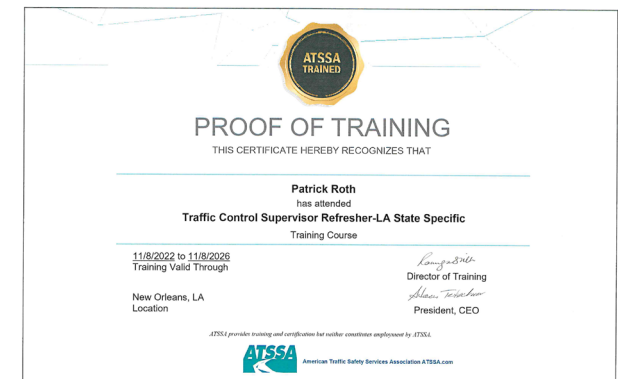 ATSSA
TRAINED
PROOF OF TRAINING
THIS CERTIFICATE HEREBY RECOGNIZES THAT
Patrick Roth
has attended
Traffic Control Supervisor Refresher-LA State Specific
Training Course
11/8/2022 to 11/8/2026
Training Valid Through
Director of Training
New Orleans, LA
Location
President, CEO
ATSSA provides training and certification but neither constitutes employment by ATSSA.
ATSSA
American Traffic Safety Services Association ATSSA.com